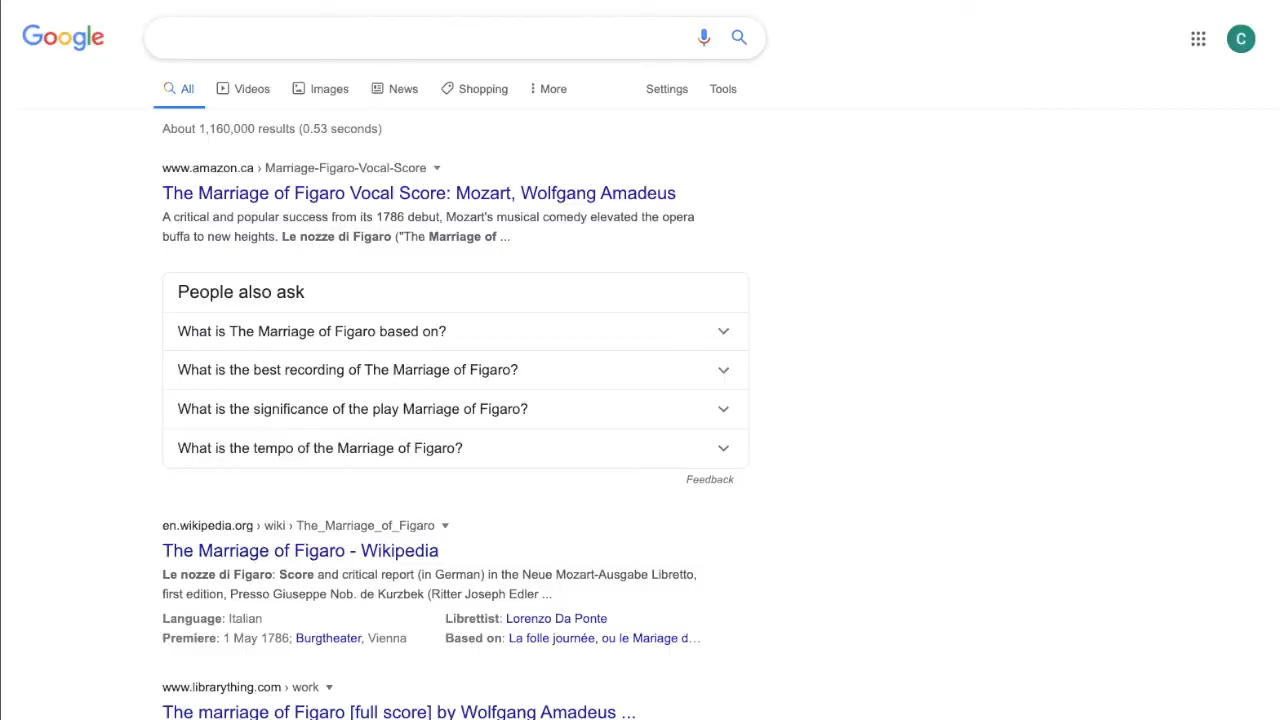 Google
C
All
Videos
Images
News
Shopping
More
Settings
Tools
About 1,160,000 results (0.53 seconds)
www.amazon.ca › Marriage-Figaro-Vocal-Score
The Marriage of Figaro Vocal Score: Mozart, Wolfgang Amadeus
A critical and popular success from its 1786 debut, Mozart's musical comedy elevated the opera
buffa to new heights. Le nozze di Figaro ("The Marriage of ...
People also ask
What is The Marriage of Figaro based on?
What is the best recording of The Marriage of Figaro?
What is the significance of the play Marriage of Figaro?
What is the tempo of the Marriage of Figaro?
Feedback
en.wikipedia.org › wiki › The_Marriage_of_Figaro
The Marriage of Figaro - Wikipedia
Le nozze di Figaro: Score and critical report (in German) in the Neue Mozart-Ausgabe Libretto,
first edition, Presso Giuseppe Nob. de Kurzbek (Ritter Joseph Edler ...
Language: Italian
Librettist: Lorenzo Da Ponte
Premiere: 1 May 1786; Burgtheater, Vienna
Based on: La folle journée, ou le Mariage d...
www.librarything.com › work
The marriage of Figaro [full score] by Wolfgang Amadeus ...